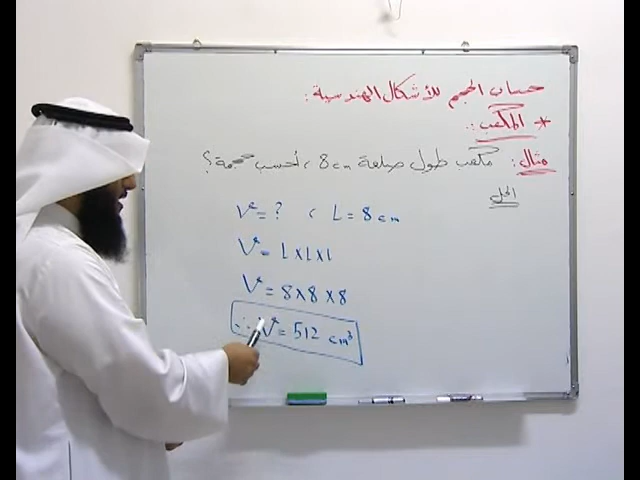 حساب الحجم للأشكال الهندسية :
* المكعب :
مثال : مكعب طول ضلعه 8 cm ، أحسب حجمه ؟
الحل
V = ? ، L = 8 cm
V = L x L x L
V = 8 x 8 x 8
∴ V = 512 cm³